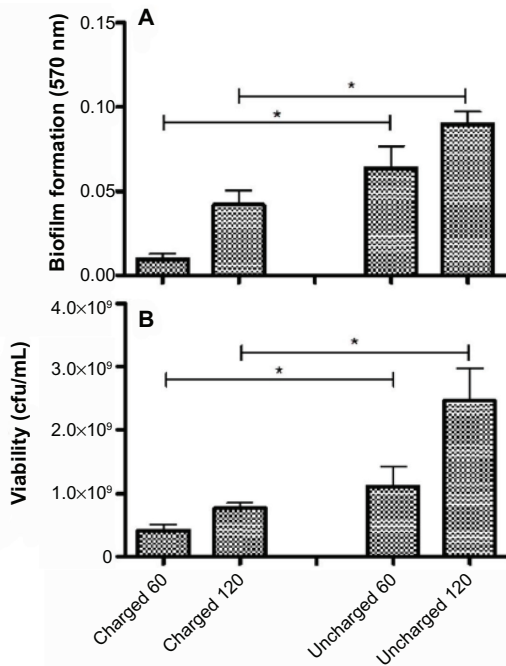 A
Biofilm formation (570 nm)
0.15
0.10
0.05
0.00
*
*
B
Viability (cfu/mL)
4.0×10⁹
3.0×10⁹
2.0×10⁹
1.0×10⁹
0
*
*
Charged 60
Charged 120
Uncharged 60
Uncharged 120